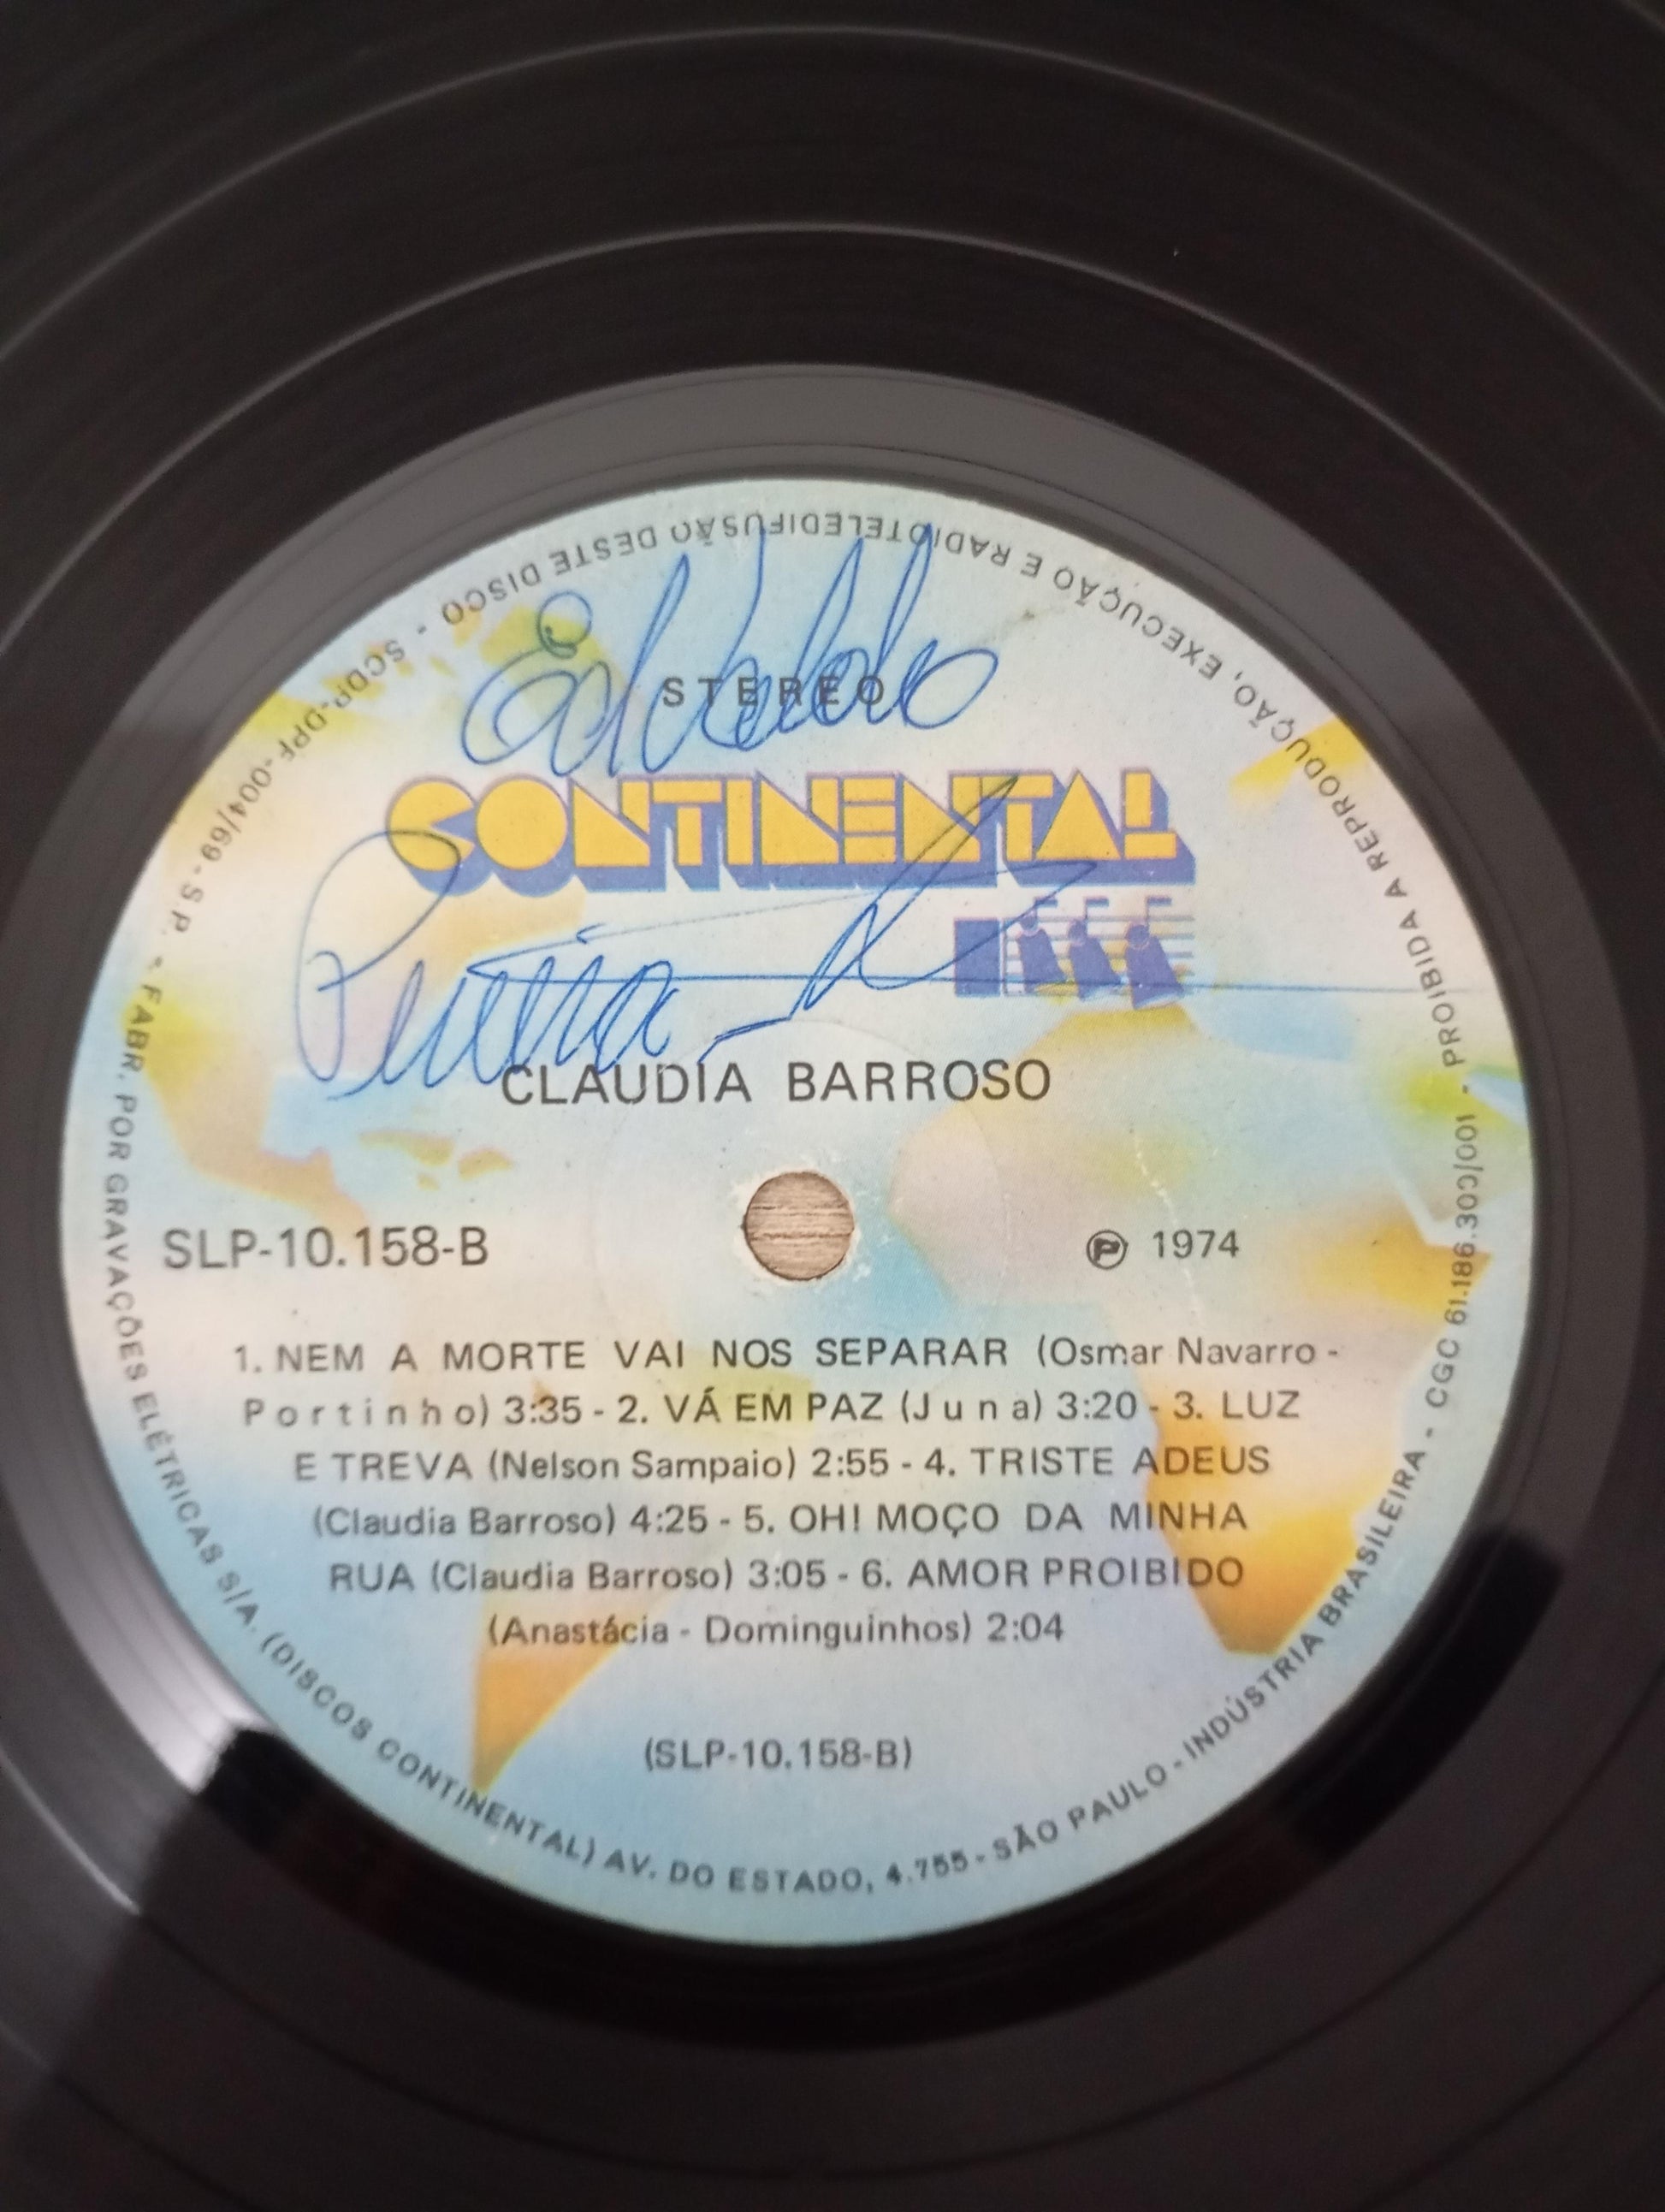 STEREO
Edvaldo
CONTINENTAL
Pereira
CLAUDIA BARROSO
SLP-10.158-B
℗ 1974
1. NEM A MORTE VAI NOS SEPARAR (Osmar Navarro -
Portinho) 3:35 - 2. VÁ EM PAZ (Juna) 3:20 - 3. LUZ
E TREVA (Nelson Sampaio) 2:55 - 4. TRISTE ADEUS
(Claudia Barroso) 4:25 - 5. OH! MOÇO DA MINHA
RUA (Claudia Barroso) 3:05 - 6. AMOR PROIBIDO
(Anastácia - Dominguinhos) 2:04
(SLP-10.158-B)
FABR. POR GRAVAÇÕES ELÉTRICAS S/A. (DISCOS CONTINENTAL) AV. DO ESTADO, 4.755 - SÃO PAULO - INDÚSTRIA BRASILEIRA - CGC 61.186.300/001 - PROIBIDA A REPRODUÇÃO, EXECUÇÃO E RADIOTELEDIFUSÃO DESTE DISCO - SCDP-DPF-004/69 - S.P. -